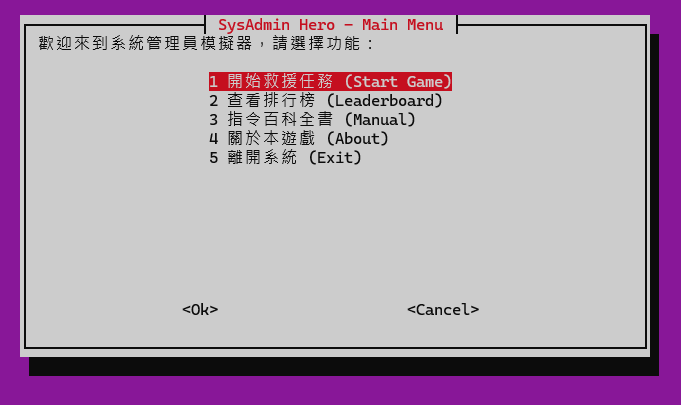 SysAdmin Hero - Main Menu
歡迎來到系統管理員模擬器，請選擇功能：
1 開始救援任務 (Start Game)
2 查看排行榜 (Leaderboard)
3 指令百科全書 (Manual)
4 關於本遊戲 (About)
5 離開系統 (Exit)
<Ok> <Cancel>